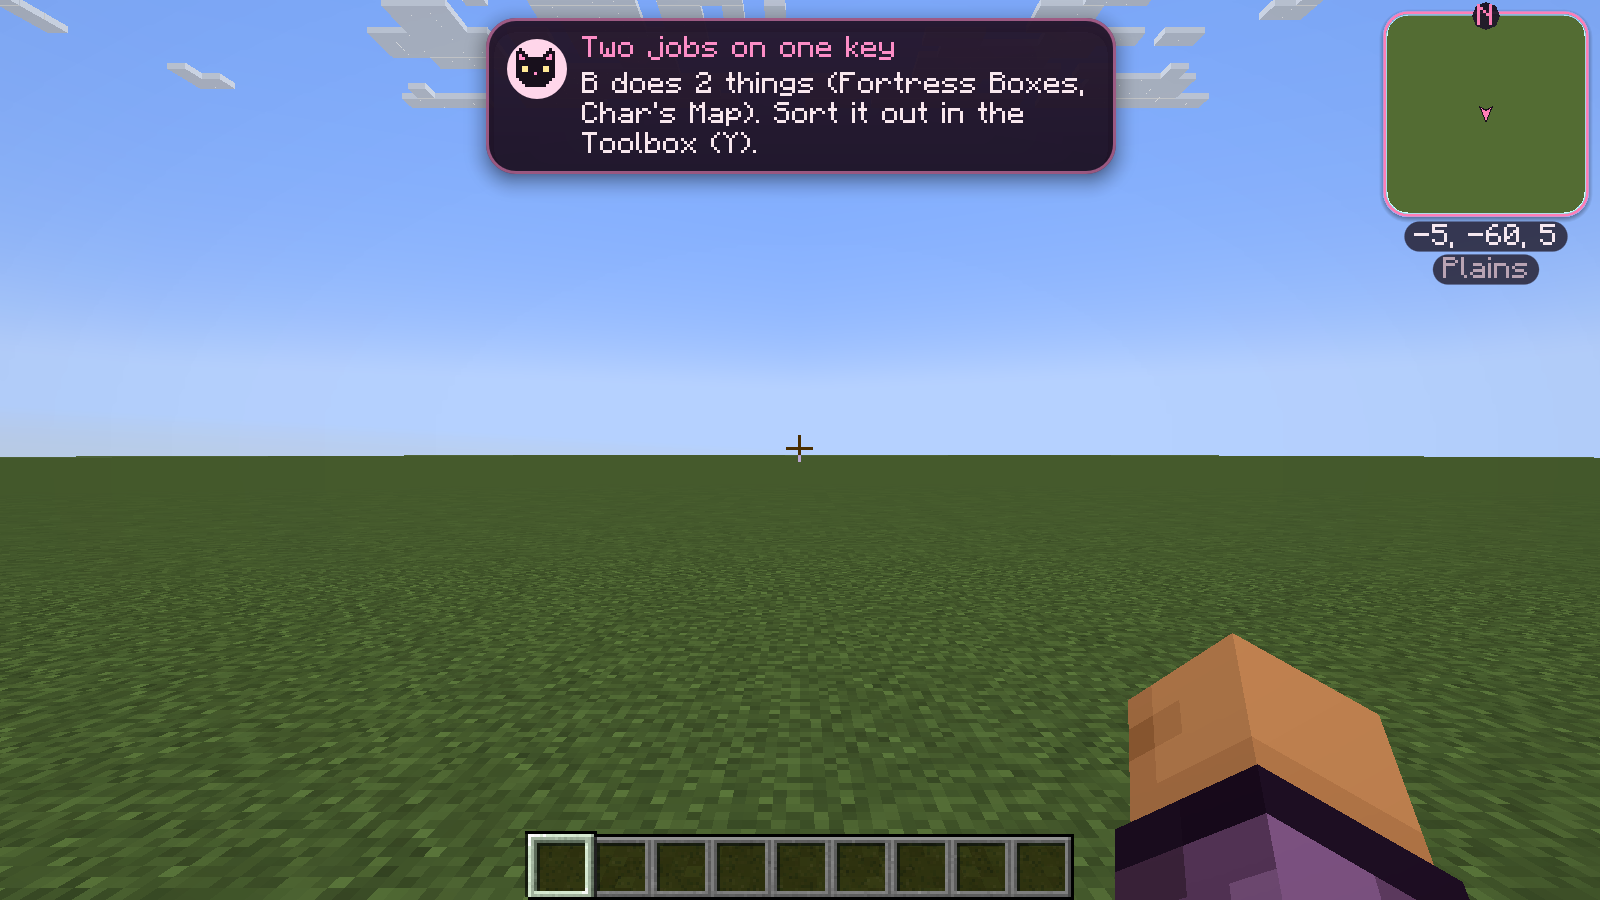 Two jobs on one key
B does 2 things (Fortress Boxes,
Char's Map). Sort it out in the
Toolbox (Y).
N
-5, -60, 5
Plains